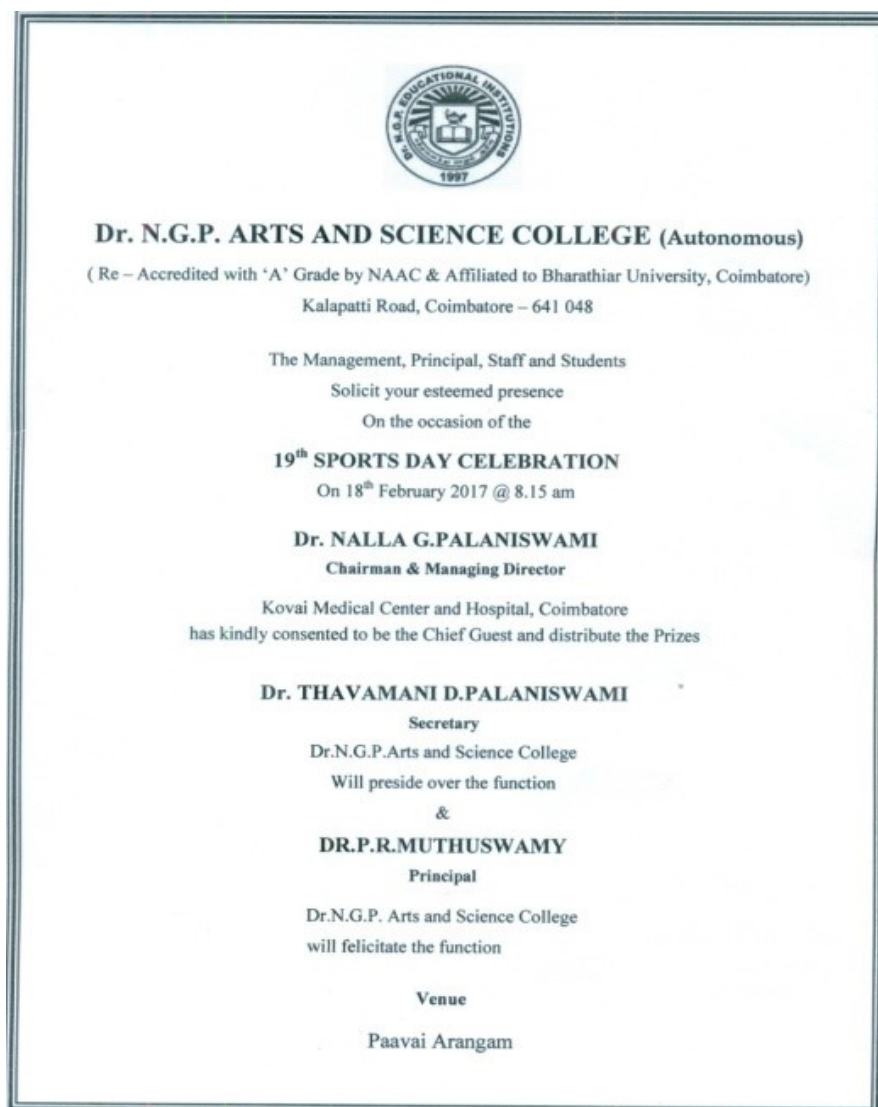 Dr. N.G.P. EDUCATIONAL INSTITUTIONS
1997
Dr. N.G.P. ARTS AND SCIENCE COLLEGE (Autonomous)
( Re – Accredited with ‘A’ Grade by NAAC & Affiliated to Bharathiar University, Coimbatore)
Kalapatti Road, Coimbatore – 641 048
The Management, Principal, Staff and Students
Solicit your esteemed presence
On the occasion of the
19th SPORTS DAY CELEBRATION
On 18th February 2017 @ 8.15 am
Dr. NALLA G.PALANISWAMI
Chairman & Managing Director
Kovai Medical Center and Hospital, Coimbatore
has kindly consented to be the Chief Guest and distribute the Prizes
Dr. THAVAMANI D.PALANISWAMI
Secretary
Dr.N.G.P.Arts and Science College
Will preside over the function
&
DR.P.R.MUTHUSWAMY
Principal
Dr.N.G.P. Arts and Science College
will felicitate the function
Venue
Paavai Arangam